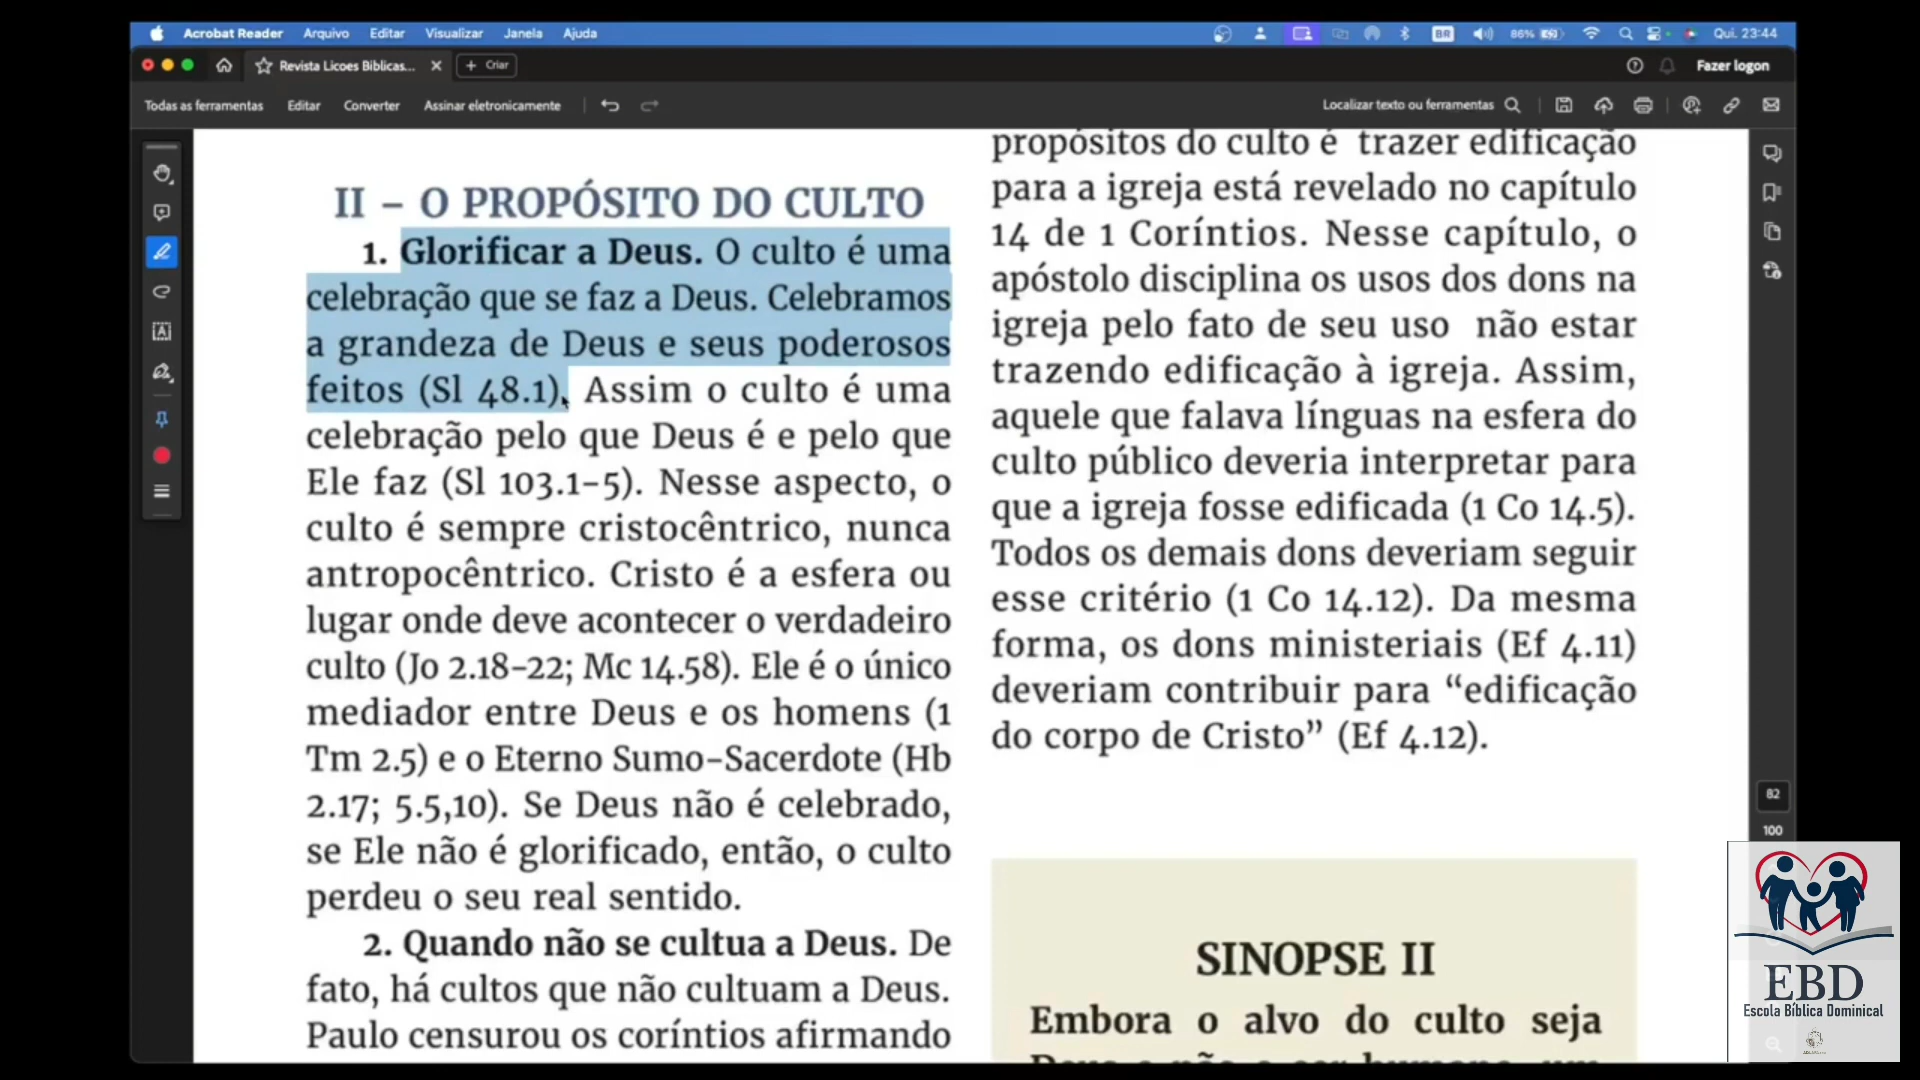 Acrobat Reader Arquivo Editar Visualizar Janela Ajuda BR 86% Qui. 23:44
Revista Licoes Biblicas... + Criar Fazer logon
Todas as ferramentas Editar Converter Assinar eletronicamente Localizar texto ou ferramentas
II – O PROPÓSITO DO CULTO
1. Glorificar a Deus. O culto é uma
celebração que se faz a Deus. Celebramos
a grandeza de Deus e seus poderosos
feitos (Sl 48.1). Assim o culto é uma
celebração pelo que Deus é e pelo que
Ele faz (Sl 103.1-5). Nesse aspecto, o
culto é sempre cristocêntrico, nunca
antropocêntrico. Cristo é a esfera ou
lugar onde deve acontecer o verdadeiro
culto (Jo 2.18-22; Mc 14.58). Ele é o único
mediador entre Deus e os homens (1
Tm 2.5) e o Eterno Sumo-Sacerdote (Hb
2.17; 5.5,10). Se Deus não é celebrado,
se Ele não é glorificado, então, o culto
perdeu o seu real sentido.
2. Quando não se cultua a Deus. De
fato, há cultos que não cultuam a Deus.
Paulo censurou os coríntios afirmando
propósitos do culto é trazer edificação
para a igreja está revelado no capítulo
14 de 1 Coríntios. Nesse capítulo, o
apóstolo disciplina os usos dos dons na
igreja pelo fato de seu uso não estar
trazendo edificação à igreja. Assim,
aquele que falava línguas na esfera do
culto público deveria interpretar para
que a igreja fosse edificada (1 Co 14.5).
Todos os demais dons deveriam seguir
esse critério (1 Co 14.12). Da mesma
forma, os dons ministeriais (Ef 4.11)
deveriam contribuir para “edificação
do corpo de Cristo” (Ef 4.12).
SINOPSE II
Embora o alvo do culto seja
82
100
EBD
Escola Bíblica Dominical